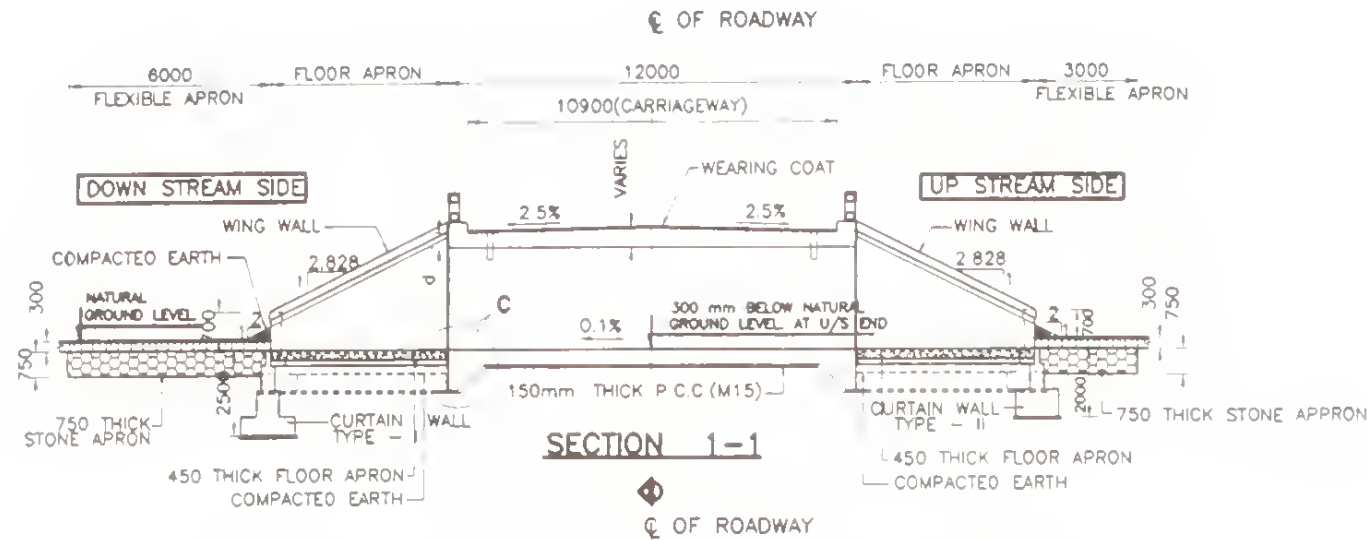 ℄ OF ROADWAY
6000
FLEXIBLE APRON
FLOOR APRON
12000
FLOOR APRON
3000
FLEXIBLE APRON
10900(CARRIAGEWAY)
VARIES
WEARING COAT
DOWN STREAM SIDE
UP STREAM SIDE
2.5%
2.5%
WING WALL
WING WALL
COMPACTED EARTH
2.828
2.828
d
C
300
NATURAL
GROUND LEVEL
2
0.1%
300 mm BELOW NATURAL
GROUND LEVEL AT U/S END
2
700
300
750
750
2500
150mm THICK P.C.C (M15)
2000
750 THICK
STONE APRON
CURTAIN WALL
TYPE - I
CURTAIN WALL
TYPE - II
750 THICK STONE APPRON
SECTION 1-1
450 THICK FLOOR APRON
COMPACTED EARTH
450 THICK FLOOR APRON
COMPACTED EARTH
℄ OF ROADWAY